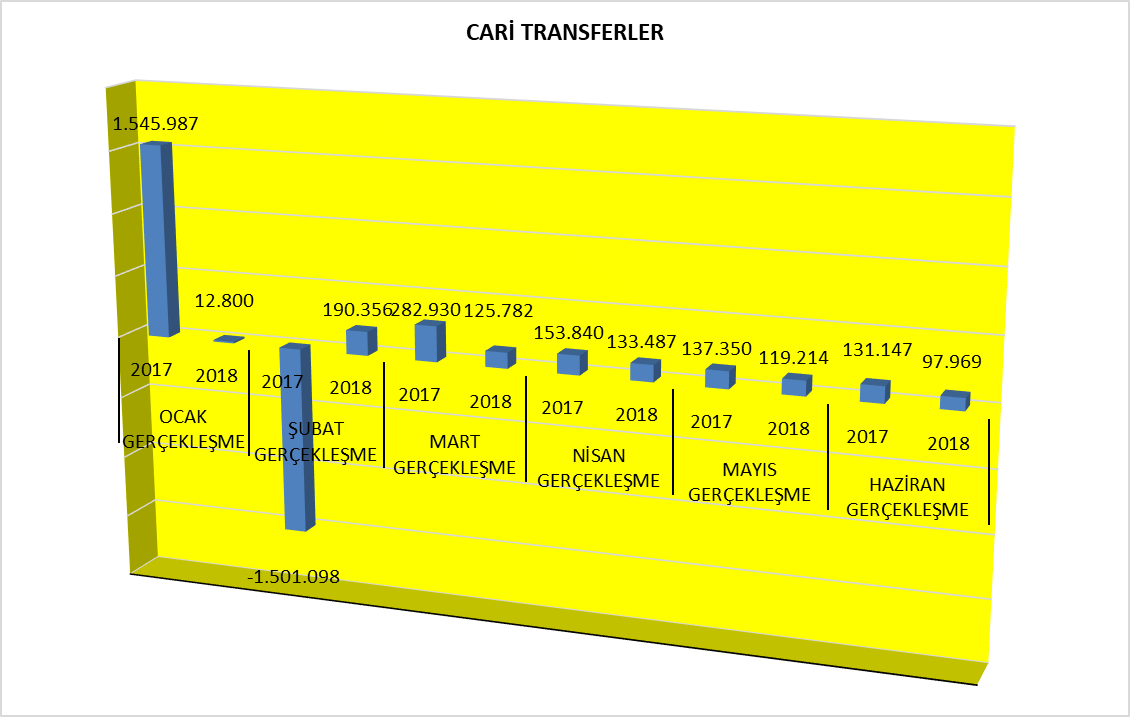 CARİ TRANSFERLER
1.545.987
12.800
-1.501.098
190.356
282.930
125.782
153.840
133.487
137.350
119.214
131.147
97.969
2017
2018
2017
2018
2017
2018
2017
2018
2017
2018
2017
2018
OCAK
GERÇEKLEŞME
ŞUBAT
GERÇEKLEŞME
MART
GERÇEKLEŞME
NİSAN
GERÇEKLEŞME
MAYIS
GERÇEKLEŞME
HAZİRAN
GERÇEKLEŞME